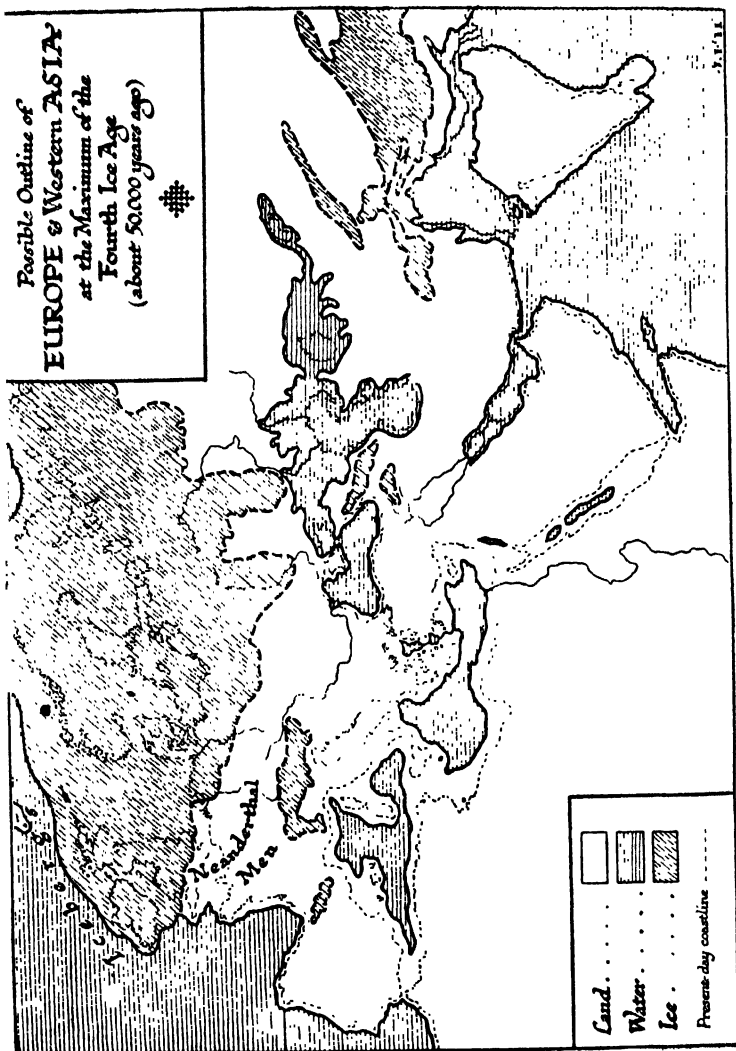 Possible Outline of
EUROPE & Western ASIA
at the Maximum of the
Fourth Ice Age
(about 50.000 years ago)
Icebergs
Neanderthal
Men
Land . . . . .
Water . . . . .
Ice . . . . . .
Present-day coastline ------